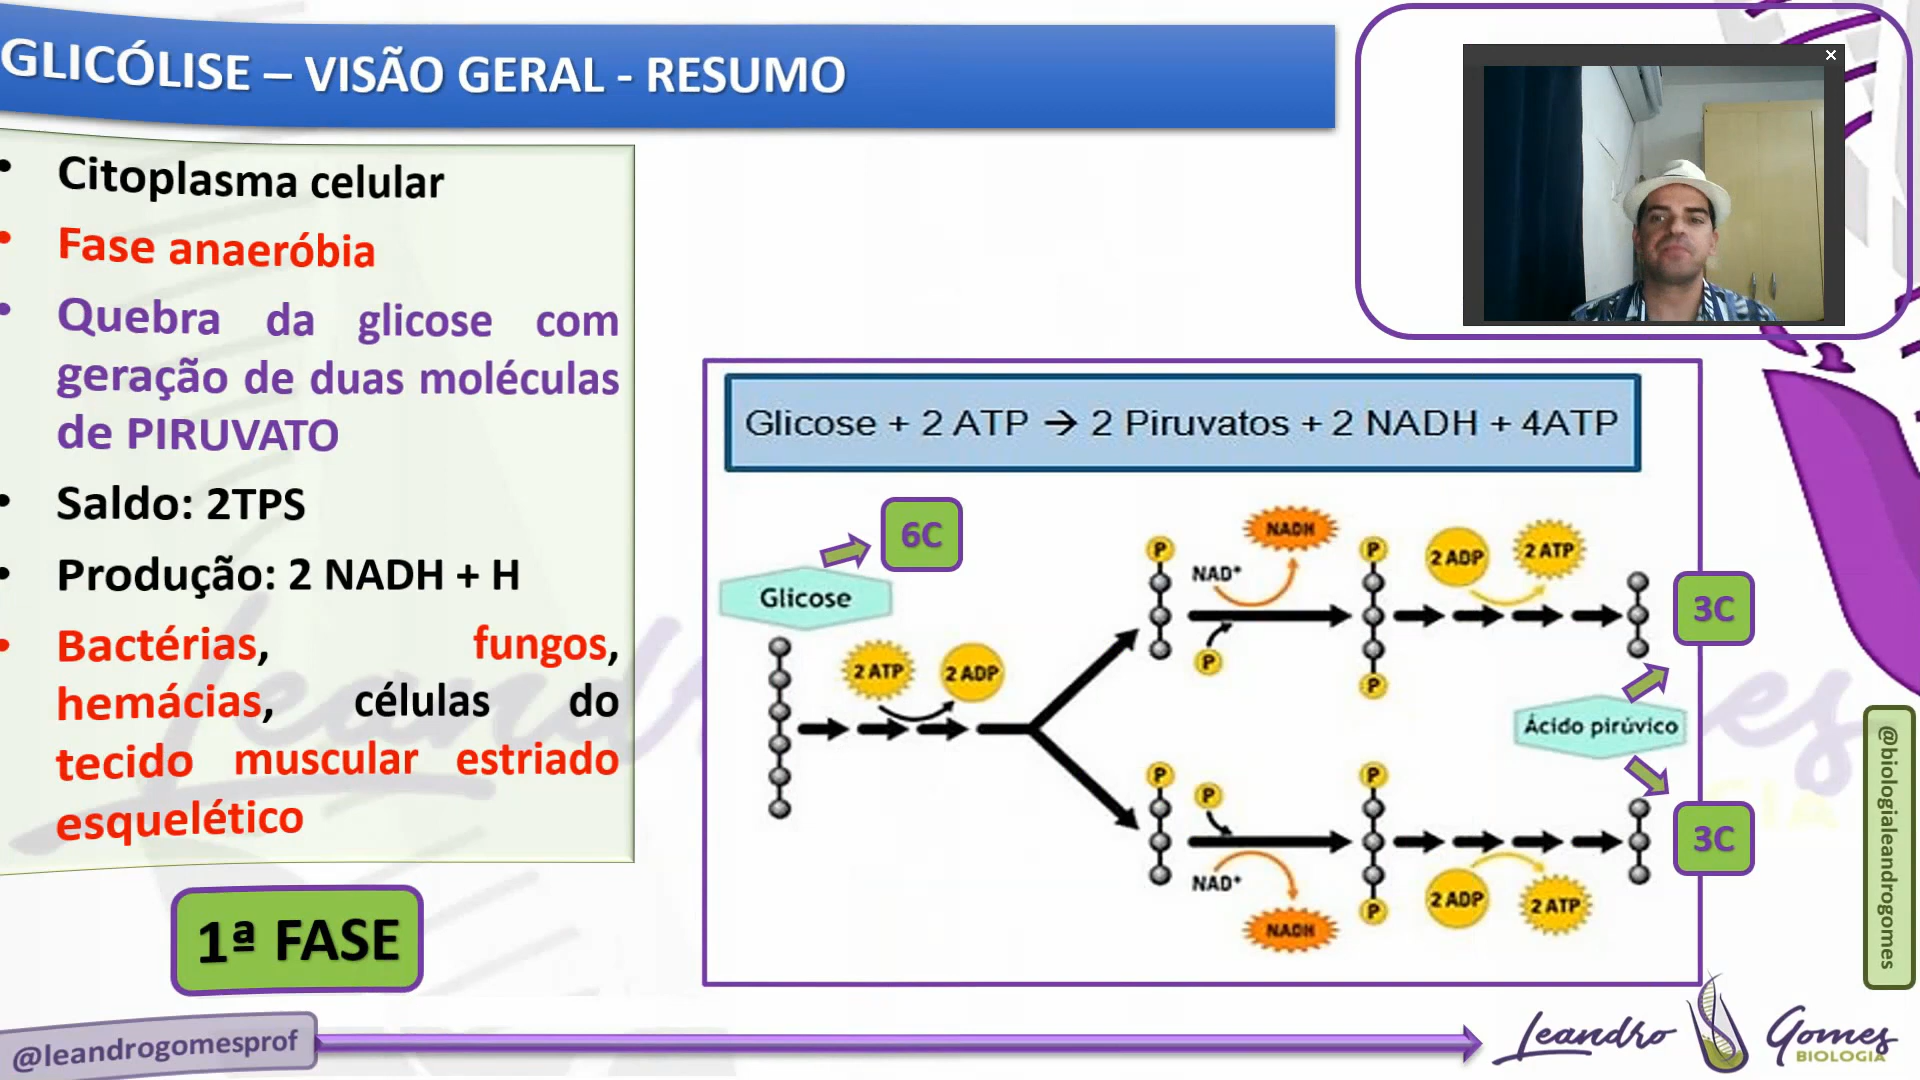 GLICÓLISE – VISÃO GERAL - RESUMO
• Citoplasma celular
• Fase anaeróbia
• Quebra da glicose com
geração de duas moléculas
de PIRUVATO
• Saldo: 2TPS
• Produção: 2 NADH + H
• Bactérias, fungos,
hemácias, células do
tecido muscular estriado
esquelético
1ª FASE
Glicose + 2 ATP → 2 Piruvatos + 2 NADH + 4ATP
6C
Glicose
2 ATP
2 ADP
P
NAD+
NADH
P
P
P
2 ADP
2 ATP
3C
Ácido pirúvico
P
P
NAD+
NADH
P
P
2 ADP
2 ATP
3C
@biologialeandrogomes
@leandrogomesprof
Leandro Gomes
BIOLOGIA